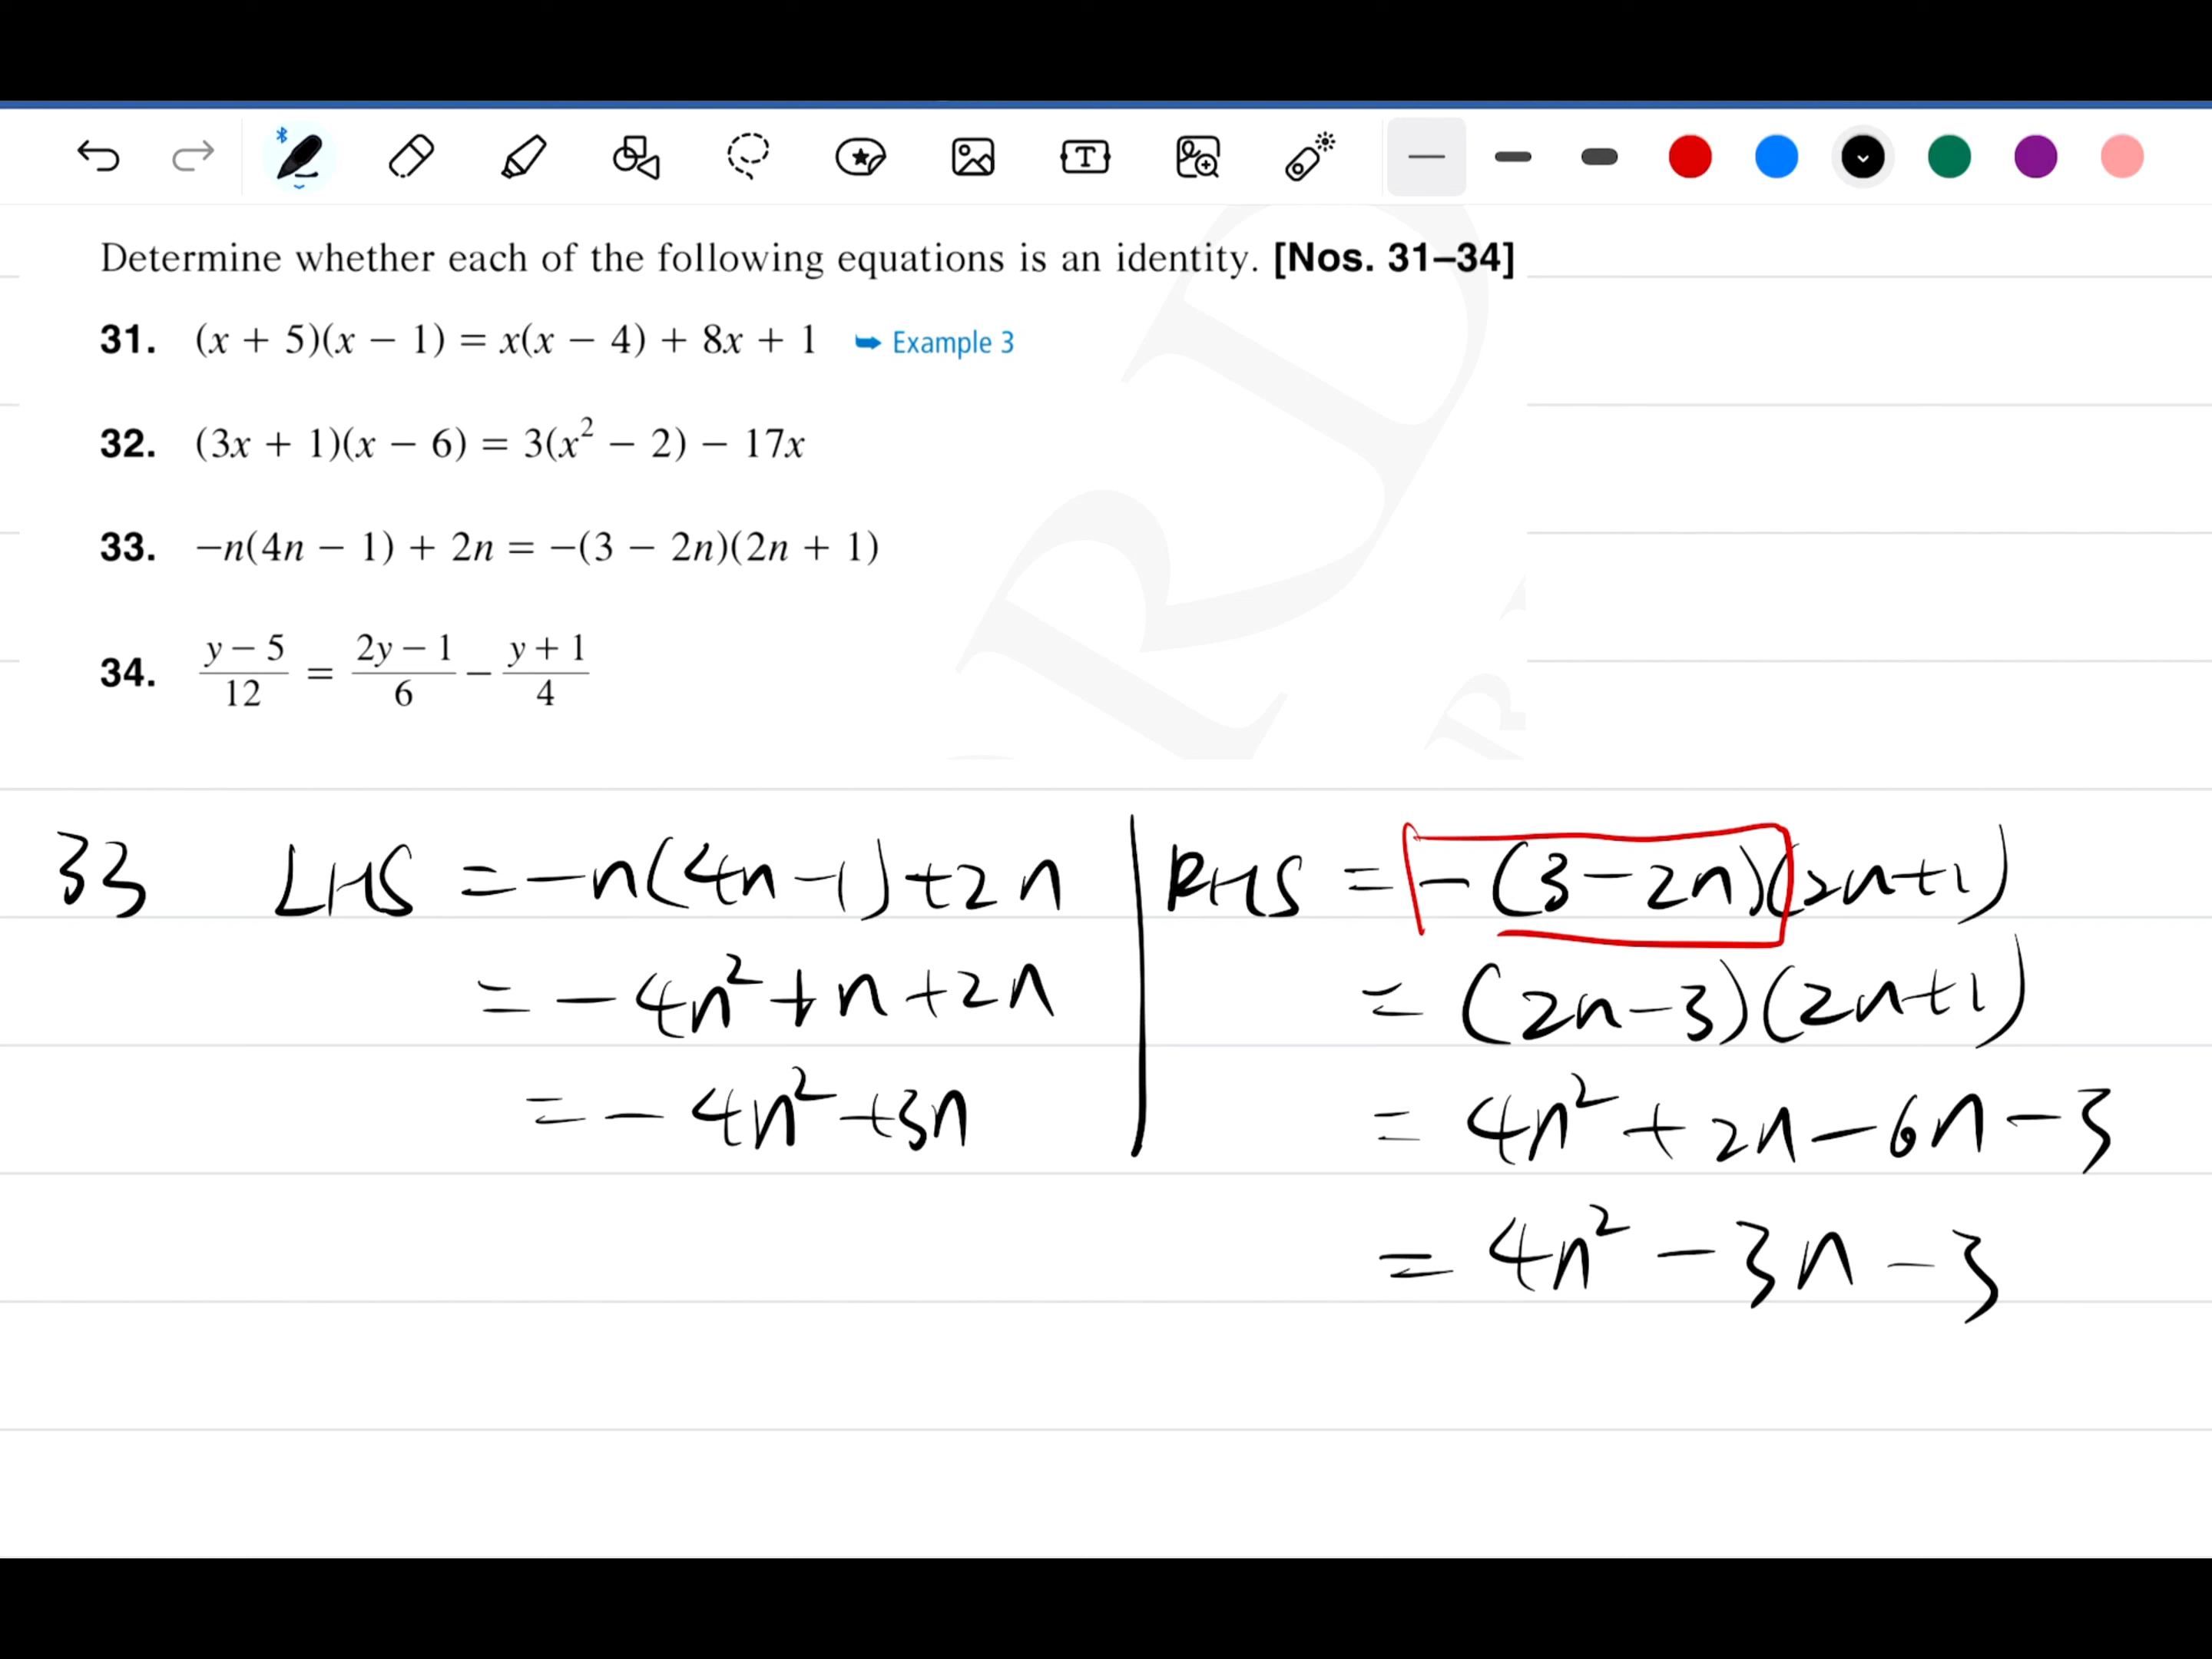 Determine whether each of the following equations is an identity. [Nos. 31–34]
31. (x + 5)(x − 1) = x(x − 4) + 8x + 1 ➥ Example 3
32. (3x + 1)(x − 6) = 3(x² − 2) − 17x
33. −n(4n − 1) + 2n = −(3 − 2n)(2n + 1)
34. (y − 5)/12 = (2y − 1)/6 − (y + 1)/4
33 LHS = −n(4n−1)+2n
= −4n²+n+2n
= −4n²+3n
RHS = −(3−2n)(2n+1)
= (2n−3)(2n+1)
= 4n²+2n−6n−3
= 4n²−3n−3